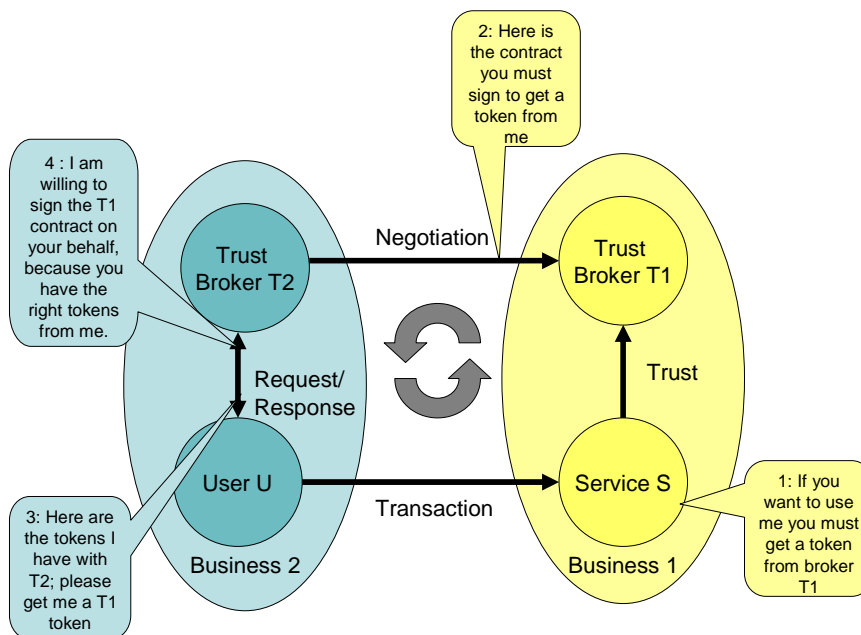 2: Here is
the contract
you must
sign to get a
token from
me
4 : I am
willing to
sign the T1
contract on
your behalf,
because you
have the
right tokens
from me.
Trust
Broker T2
Negotiation
Trust
Broker T1
Request/
Response
Trust
User U
Transaction
Service S
Business 2
Business 1
3: Here are
the tokens I
have with
T2; please
get me a T1
token
1: If you
want to use
me you must
get a token
from broker
T1